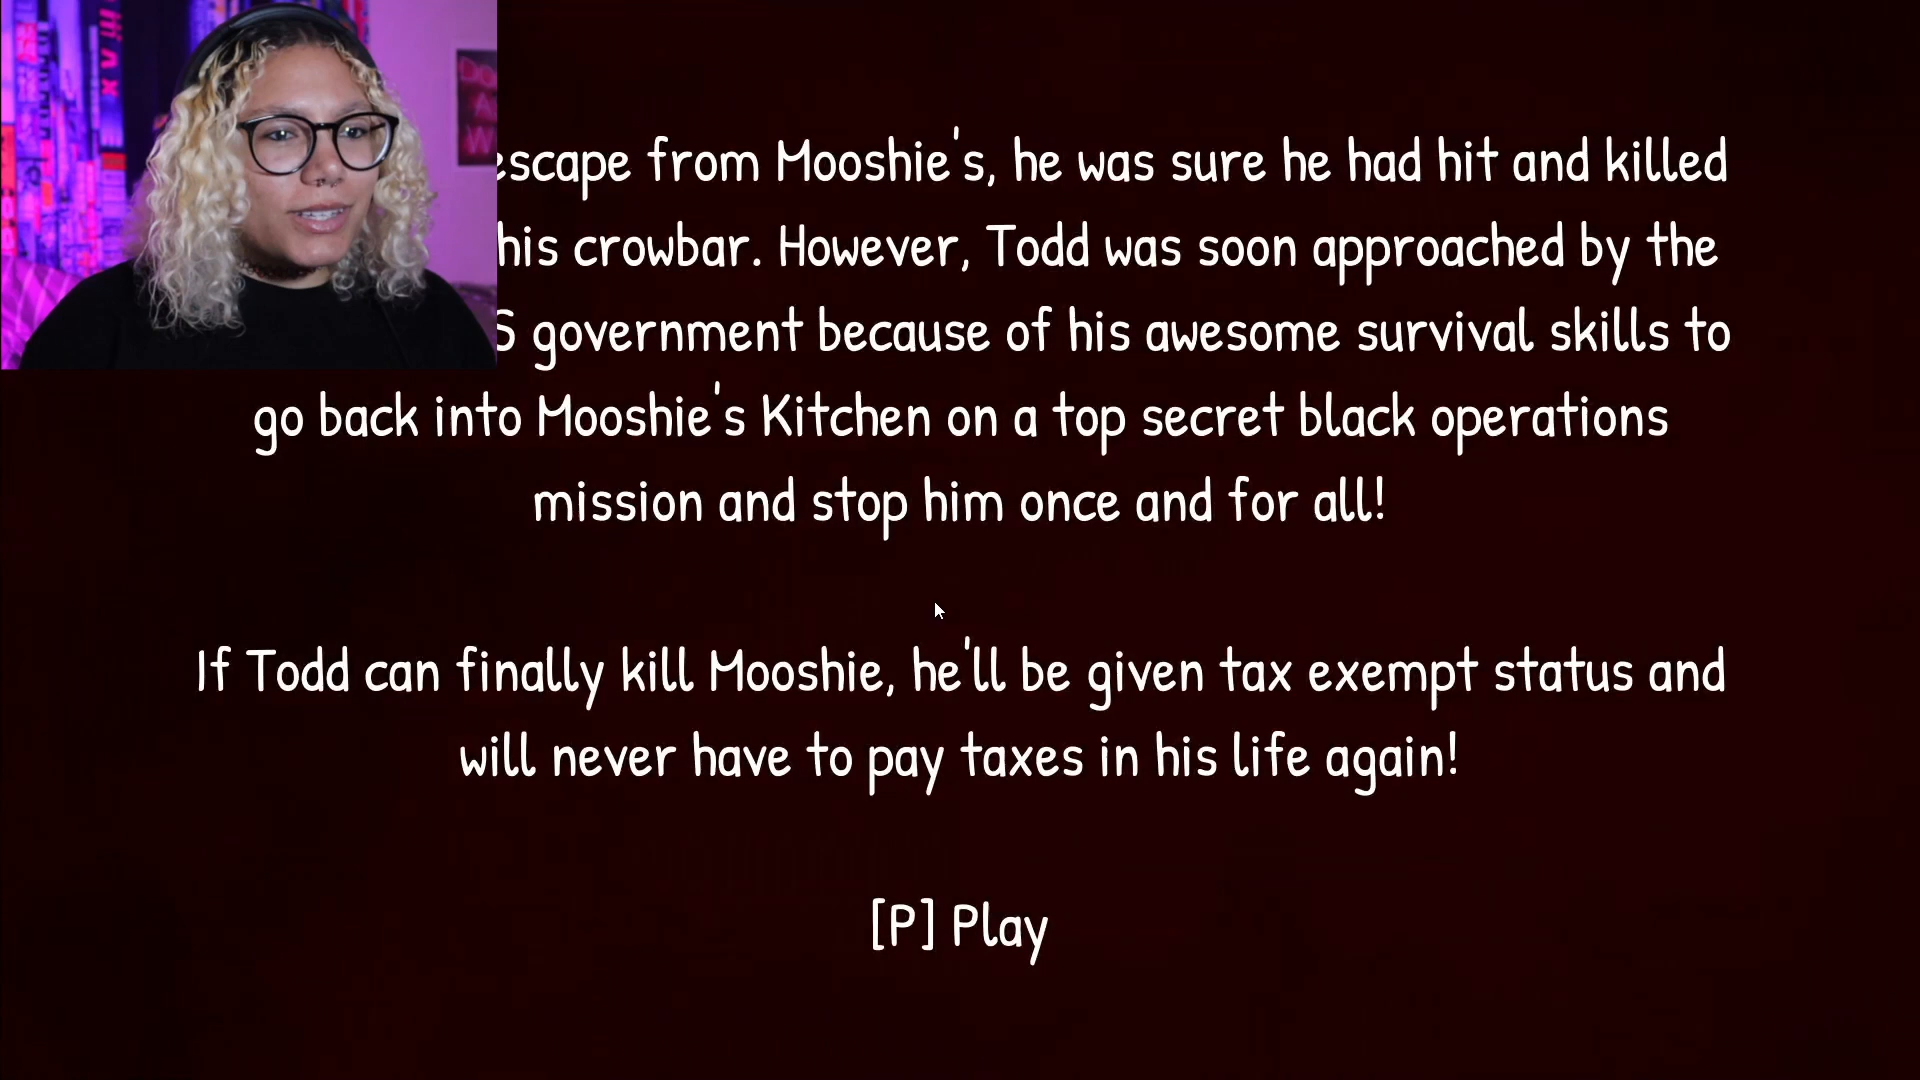 escape from Mooshie's, he was sure he had hit and killed
his crowbar. However, Todd was soon approached by the
government because of his awesome survival skills to
go back into Mooshie's Kitchen on a top secret black operations
mission and stop him once and for all!
If Todd can finally kill Mooshie, he'll be given tax exempt status and
will never have to pay taxes in his life again!
[P] Play